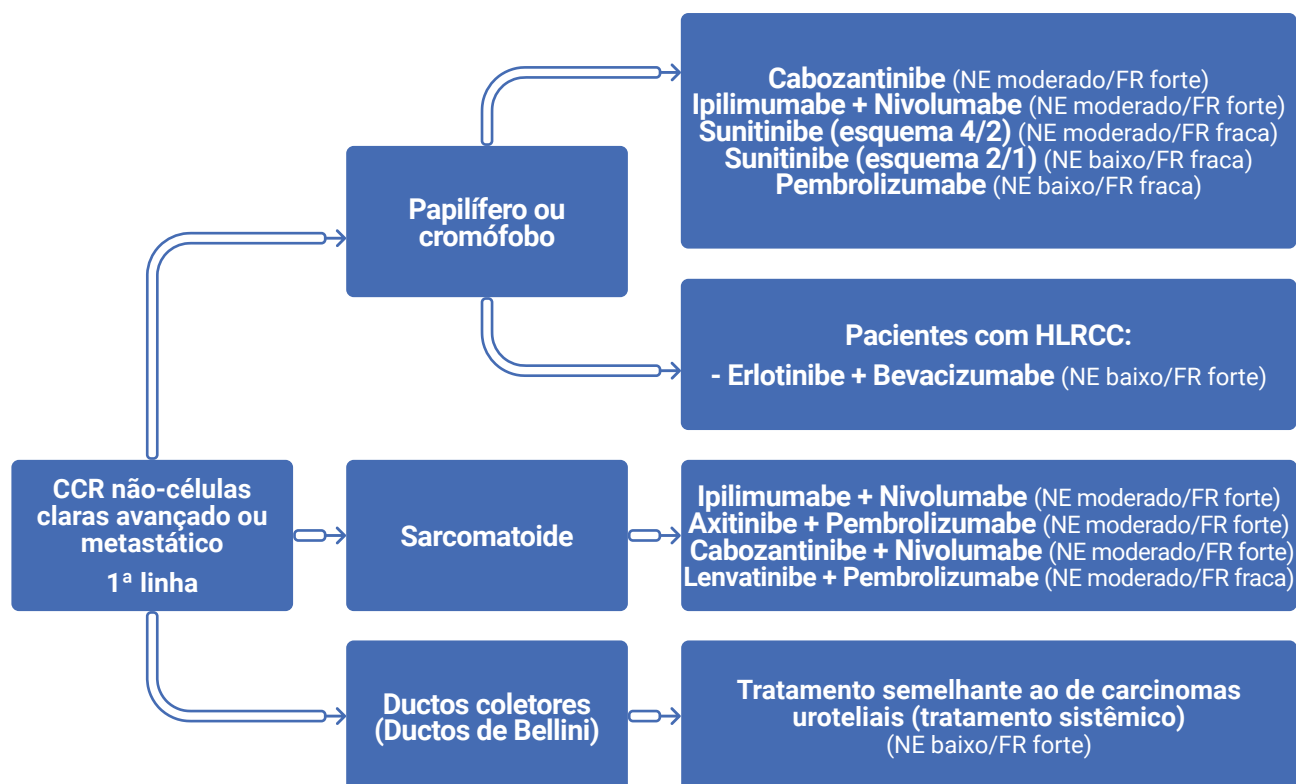 Cabozantinibe (NE moderado/FR forte)
Ipilimumabe + Nivolumabe (NE moderado/FR forte)
Sunitinibe (esquema 4/2) (NE moderado/FR fraca)
Sunitinibe (esquema 2/1) (NE baixo/FR fraca)
Pembrolizumabe (NE baixo/FR fraca)
Papilífero ou
cromófobo
Pacientes com HLRCC:
- Erlotinibe + Bevacizumabe (NE baixo/FR forte)
CCR não-células
claras avançado ou
metastático
1ª linha
Sarcomatoide
Ipilimumabe + Nivolumabe (NE moderado/FR forte)
Axitinibe + Pembrolizumabe (NE moderado/FR forte)
Cabozantinibe + Nivolumabe (NE moderado/FR forte)
Lenvatinibe + Pembrolizumabe (NE moderado/FR fraca)
Ductos coletores
(Ductos de Bellini)
Tratamento semelhante ao de carcinomas
uroteliais (tratamento sistêmico)
(NE baixo/FR forte)